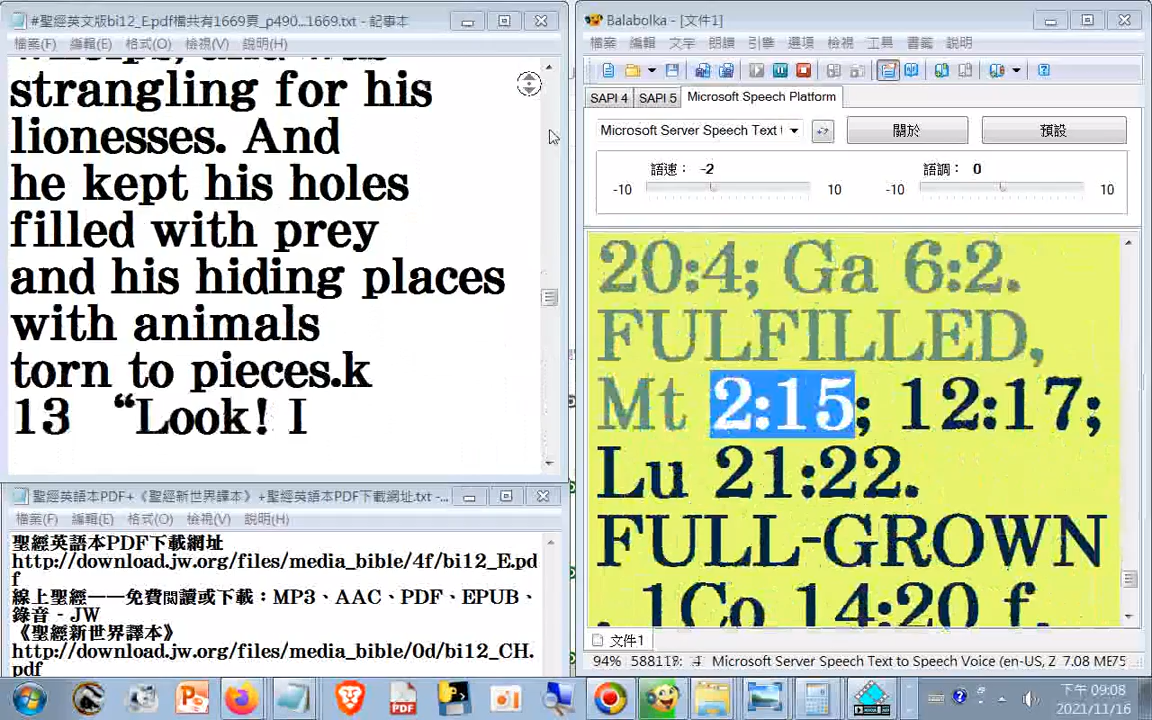 #聖經英文版bi12_E.pdf檔共有1669頁_p490...1669.txt - 記事本
檔案(F) 編輯(E) 格式(O) 檢視(V) 說明(H)
strangling for his
lionesses. And
he kept his holes
filled with prey
and his hiding places
with animals
torn to pieces.k
13 “Look! I
聖經英語本PDF+《聖經新世界譯本》+聖經英語本PDF下載網址.txt - ...
檔案(F) 編輯(E) 格式(O) 檢視(V) 說明(H)
聖經英語本PDF下載網址
http://download.jw.org/files/media_bible/4f/bi12_E.pd
f
線上聖經——免費閱讀或下載：MP3、AAC、PDF、EPUB、
錄音 - JW
《聖經新世界譯本》
http://download.jw.org/files/media_bible/0d/bi12_CH.
pdf
Balabolka - [文件1]
檔案 編輯 文字 朗讀 引擎 選項 檢視 工具 書籤 說明
SAPI 4 SAPI 5 Microsoft Speech Platform
Microsoft Server Speech Text 關於 預設
語速： -2 語調： 0
-10 10 -10 10
20:4; Ga 6:2.
FULFILLED,
Mt 2:15; 12:17;
Lu 21:22.
FULL-GROWN
. 1Co 14:20 f.
文件1
94% Microsoft Server Speech Text to Speech Voice (en-US, Z 7.08 ME75
下午 09:08
2021/11/16